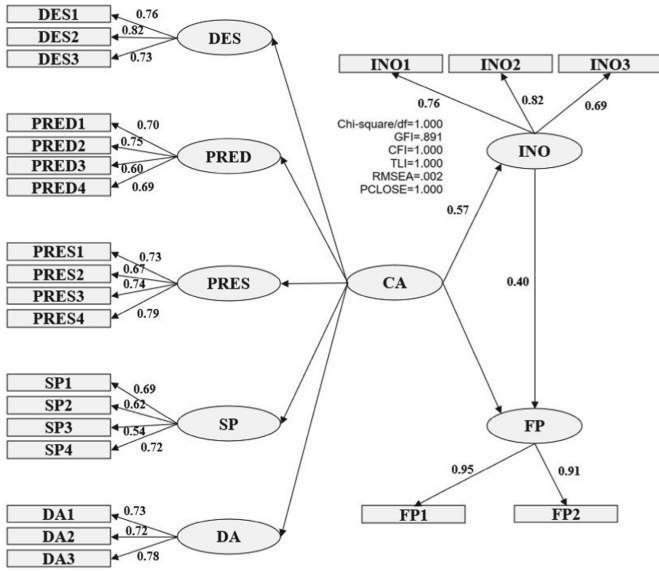 DES1
0.76
DES2
0.82
DES3
0.73
DES
PRED1
0.70
PRED2
0.75
PRED3
0.60
PRED4
0.69
PRED
PRES1
0.73
PRES2
0.67
PRES3
0.74
PRES4
0.79
PRES
SP1
0.69
SP2
0.62
SP3
0.54
SP4
0.72
SP
DA1
0.73
DA2
0.72
DA3
0.78
DA
CA
INO1
INO2
INO3
0.76
0.82
0.69
Chi-square/df=1.000
GFI=.891
CFI=1.000
TLI=1.000
RMSEA=.002
PCLOSE=1.000
INO
0.57
0.40
FP
0.95
0.91
FP1
FP2